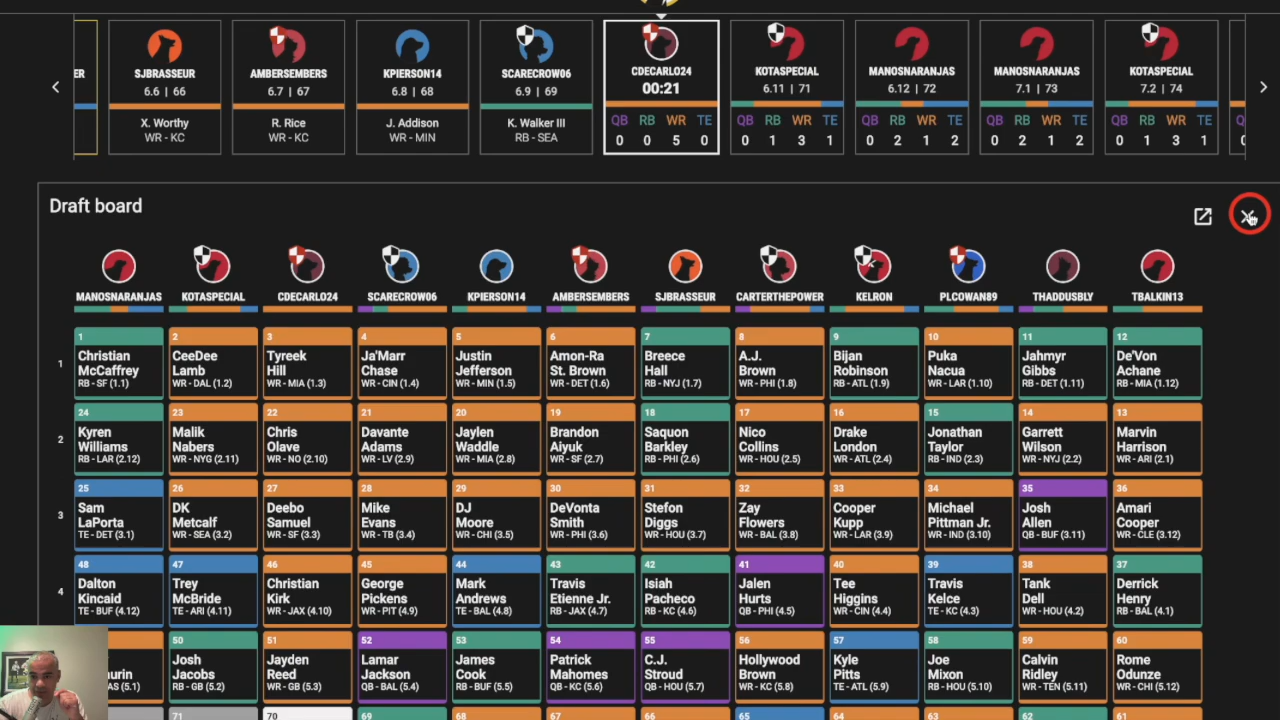 ER
SJBRASSEUR
6.6 | 66
X. Worthy
WR - KC
AMBERSEMBERS
6.7 | 67
R. Rice
WR - KC
KPIERSON14
6.8 | 68
J. Addison
WR - MIN
SCARECROW06
6.9 | 69
K. Walker III
RB - SEA
CDECARLO24
00:21
QB RB WR TE
0 0 5 0
KOTASPECIAL
6.11 | 71
QB RB WR TE
0 1 3 1
MANOSNARANJAS
6.12 | 72
QB RB WR TE
0 2 1 2
MANOSNARANJAS
7.1 | 73
QB RB WR TE
0 2 1 2
KOTASPECIAL
7.2 | 74
QB RB WR TE
0 1 3 1
Draft board
MANOSNARANJAS KOTASPECIAL CDECARLO24 SCARECROW06 KPIERSON14 AMBERSEMBERS SJBRASSEUR CARTERTHEPOWER KELRON PLCOWAN89 THADDUSBLY TBALKIN13
1
1 2 3 4 5 6 7 8 9 10 11 12
Christian CeeDee Tyreek Ja'Marr Justin Amon-Ra Breece A.J. Bijan Puka Jahmyr De'Von
McCaffrey Lamb Hill Chase Jefferson St. Brown Hall Brown Robinson Nacua Gibbs Achane
RB - SF (1.1) WR - DAL (1.2) WR - MIA (1.3) WR - CIN (1.4) WR - MIN (1.5) WR - DET (1.6) RB - NYJ (1.7) WR - PHI (1.8) RB - ATL (1.9) WR - LAR (1.10) RB - DET (1.11) RB - MIA (1.12)
2
24 23 22 21 20 19 18 17 16 15 14 13
Kyren Malik Chris Davante Jaylen Brandon Saquon Nico Drake Jonathan Garrett Marvin
Williams Nabers Olave Adams Waddle Aiyuk Barkley Collins London Taylor Wilson Harrison
RB - LAR (2.12) WR - NYG (2.11) WR - NO (2.10) WR - LV (2.9) WR - MIA (2.8) WR - SF (2.7) RB - PHI (2.6) WR - HOU (2.5) WR - ATL (2.4) RB - IND (2.3) WR - NYJ (2.2) WR - ARI (2.1)
3
25 26 27 28 29 30 31 32 33 34 35 36
Sam DK Deebo Mike DJ DeVonta Stefon Zay Cooper Michael Josh Amari
LaPorta Metcalf Samuel Evans Moore Smith Diggs Flowers Kupp Pittman Jr. Allen Cooper
TE - DET (3.1) WR - SEA (3.2) WR - SF (3.3) WR - TB (3.4) WR - CHI (3.5) WR - PHI (3.6) WR - HOU (3.7) WR - BAL (3.8) WR - LAR (3.9) WR - IND (3.10) QB - BUF (3.11) WR - CLE (3.12)
4
48 47 46 45 44 43 42 41 40 39 38 37
Dalton Trey Christian George Mark Travis Isiah Jalen Tee Travis Tank Derrick
Kincaid McBride Kirk Pickens Andrews Etienne Jr. Pacheco Hurts Higgins Kelce Dell Henry
TE - BUF (4.12) TE - ARI (4.11) WR - JAX (4.10) WR - PIT (4.9) TE - BAL (4.8) RB - JAX (4.7) RB - KC (4.6) QB - PHI (4.5) WR - CIN (4.4) TE - KC (4.3) WR - HOU (4.2) RB - BAL (4.1)
50 51 52 53 54 55 56 57 58 59 60
Josh Jayden Lamar James Patrick C.J. Hollywood Kyle Joe Calvin Rome
urin Jacobs Reed Jackson Cook Mahomes Stroud Brown Pitts Mixon Ridley Odunze
AS (5.1) RB - GB (5.2) WR - GB (5.3) QB - BAL (5.4) RB - BUF (5.5) QB - KC (5.6) QB - HOU (5.7) WR - KC (5.8) TE - ATL (5.9) RB - HOU (5.10) WR - TEN (5.11) WR - CHI (5.12)
71 70 69 68 67 66 65 64 63 62 61